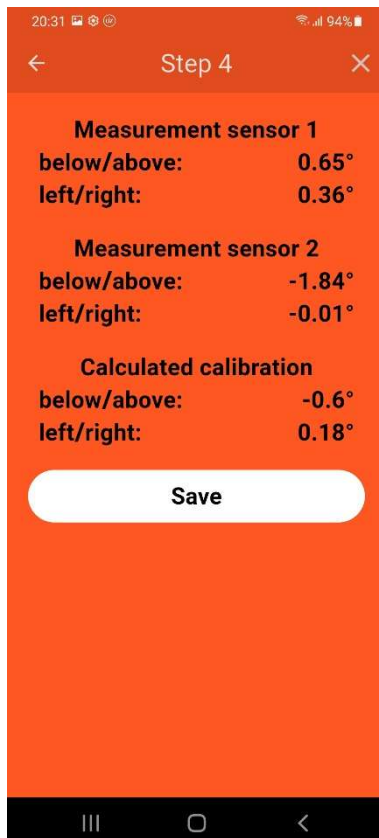 20:31 94%
Step 4
Measurement sensor 1
below/above: 0.65°
left/right: 0.36°
Measurement sensor 2
below/above: -1.84°
left/right: -0.01°
Calculated calibration
below/above: -0.6°
left/right: 0.18°
Save